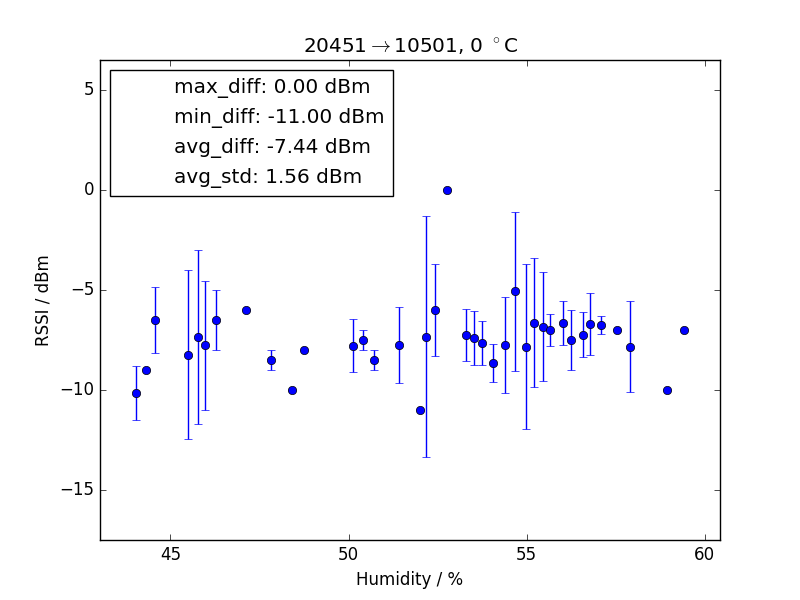 20451→10501, 0 °C
max_diff: 0.00 dBm
min_diff: -11.00 dBm
avg_diff: -7.44 dBm
avg_std: 1.56 dBm
5
0
−5
−10
−15
RSSI / dBm
45 50 55 60
Humidity / %